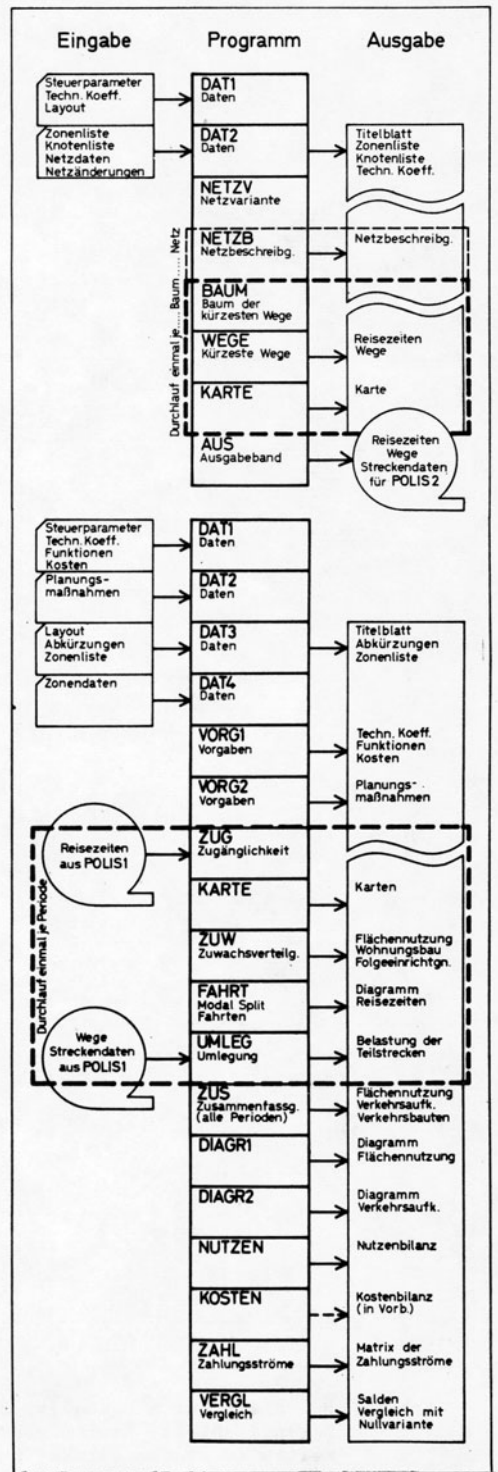 Eingabe Programm Ausgabe
Steuerparameter
Techn. Koeff.
Layout
DAT1
Daten
Zonenliste
Knotenliste
Netzdaten
Netzänderungen
DAT2
Daten
Titelblatt
Zonenliste
Knotenliste
Techn. Koeff.
NETZV
Netzvariante
NETZB
Netzbeschreibg.
Netzbeschreibg.
Durchlauf einmal je..... Baum ..... Netz
BAUM
Baum der
kürzesten Wege
WEGE
Kürzeste Wege
Reisezeiten
Wege
KARTE
Karte
AUS
Ausgabeband
Reisezeiten
Wege
Streckendaten
für POLIS 2
Steuerparameter
Techn. Koeff.
Funktionen
Kosten
DAT1
Daten
Planungs-
maßnahmen
DAT2
Daten
Layout
Abkürzungen
Zonenliste
DAT3
Daten
Titelblatt
Abkürzungen
Zonenliste
Zonendaten
DAT4
Daten
VORG1
Vorgaben
Techn. Koeff.
Funktionen
Kosten
VORG2
Vorgaben
Planungs-
maßnahmen
Durchlauf einmal je Periode
Reisezeiten
aus POLIS1
ZUG
Zugänglichkeit
KARTE
Karten
ZUW
Zuwachsverteilg.
Flächennutzung
Wohnungsbau
Folgeeinrichtgn.
FAHRT
Modal Split
Fahrten
Diagramm
Reisezeiten
Wege
Streckendaten
aus POLIS1
UMLEG
Umlegung
Belastung der
Teilstrecken
ZUS
Zusammenfassg.
(alle Perioden)
Flächennutzung
Verkehrsaufk.
Verkehrsbauten
DIAGR1
Diagramm
Flächennutzung
DIAGR2
Diagramm
Verkehrsaufk.
NUTZEN
Nutzenbilanz
KOSTEN
Kostenbilanz
(in Vorb.)
ZAHL
Zahlungsströme
Matrix der
Zahlungsströme
VERGL
Vergleich
Salden
Vergleich mit
Nullvariante